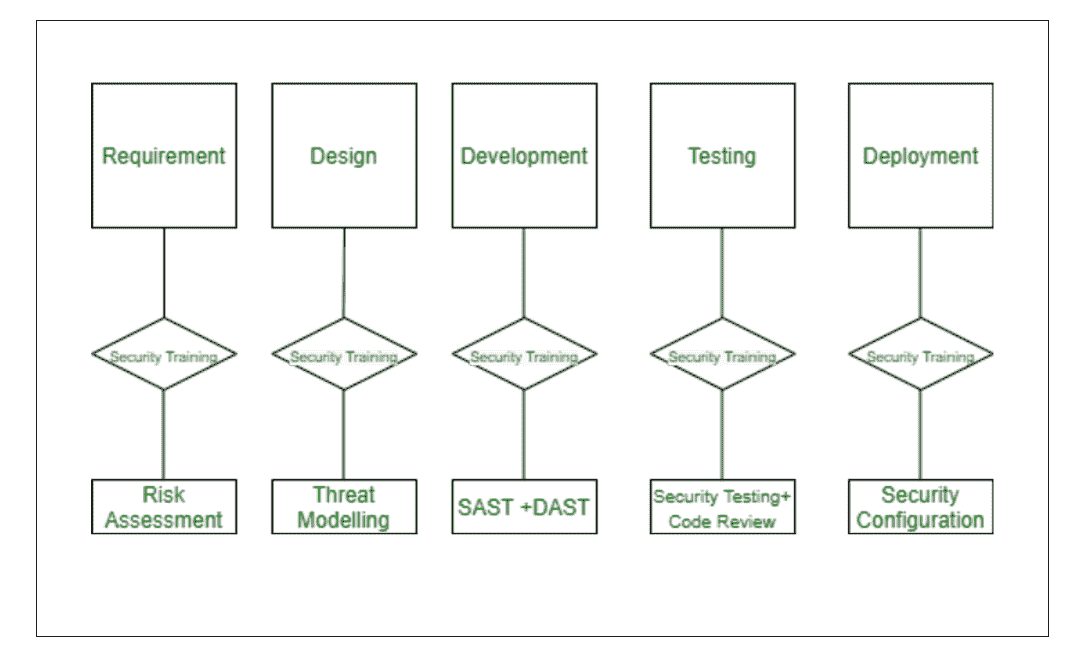 Requirement
Design
Development
Testing
Deployment
Security Training
Security Training
Security Training
Security Training
Security Training
Risk
Assessment
Threat
Modelling
SAST +DAST
Security Testing+
Code Review
Security
Configuration